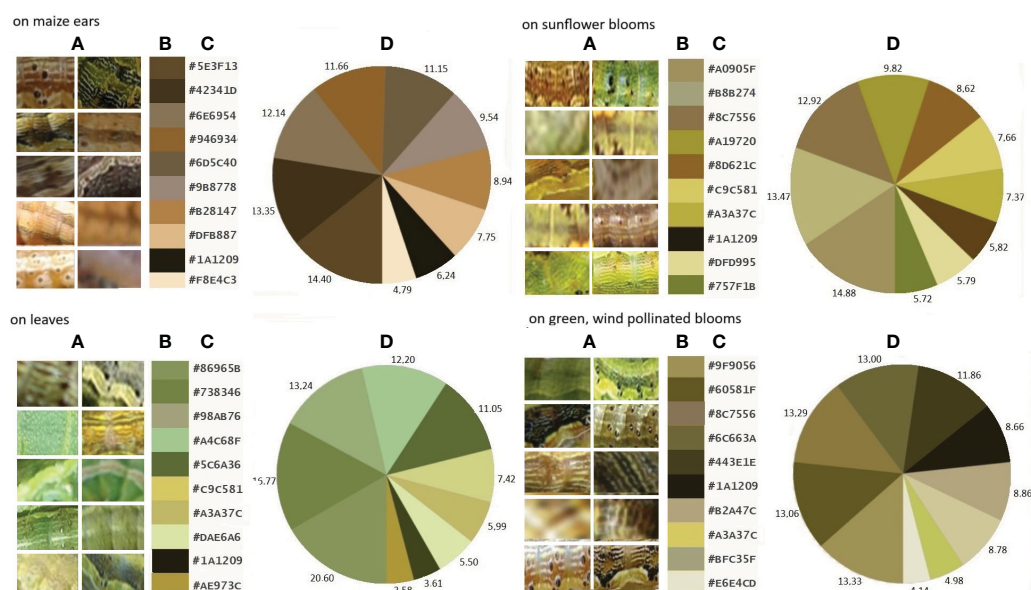 on maize ears
A B C D
#5E3F13
#42341D
#6E6954
#946934
#6D5C40
#9B8778
#B28147
#DFB887
#1A1209
#F8E4C3
11.66
11.15
12.14
9.54
8.94
13.35
7.75
6.24
14.40
4.79
on sunflower blooms
A B C D
#A0905F
#B8B274
#8C7556
#A19720
#8D621C
#C9C581
#A3A37C
#1A1209
#DFD995
#757F1B
9.82
8.62
12.92
7.66
7.37
13.47
5,82
5.79
14.88
5.72
on leaves
A B C D
#86965B
#738346
#98AB76
#A4C68F
#5C6A36
#C9C581
#A3A37C
#DAE6A6
#1A1209
#AE973C
12,20
13.24
11.05
7.42
5.99
5.50
3.61
20.60
on green, wind pollinated blooms
A B C D
#9F9056
#60581F
#8C7556
#6C663A
#443E1E
#1A1209
#B2A47C
#A3A37C
#BFC35F
#E6E4CD
13.00
11.86
13.29
8.66
8.86
13.06
8.78
13.33
4.98